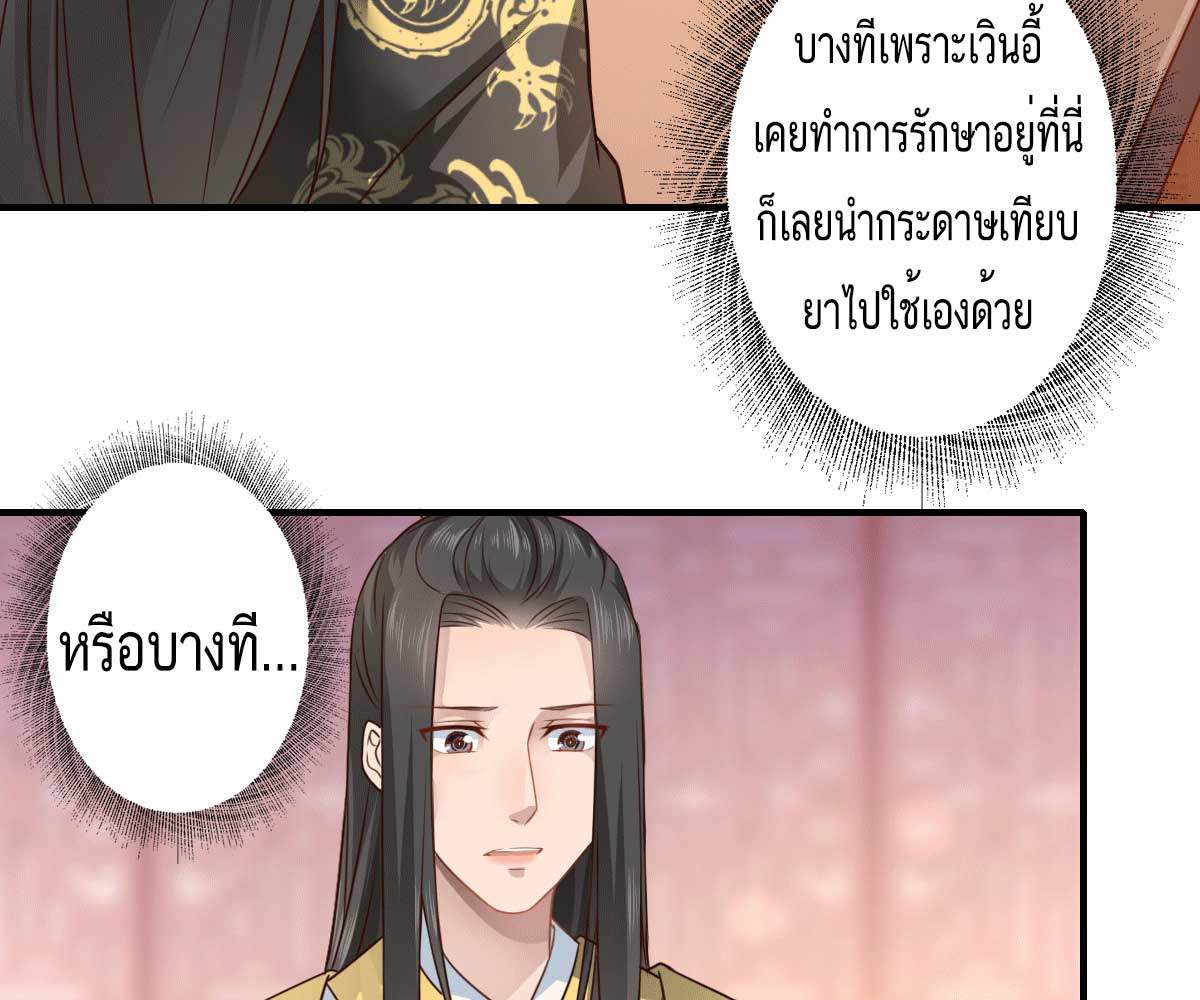 บางทีเพราะเวินอี้
เคยทำการรักษาอยู่ที่นี่
ก็เลยนำกระดาษเทียบ
ยาไปใช้เองด้วย
หรือบางที...